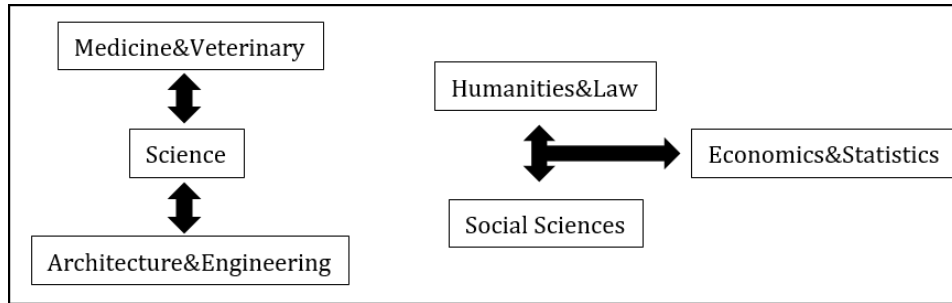 Medicine&Veterinary
Science
Architecture&Engineering
Humanities&Law
Economics&Statistics
Social Sciences